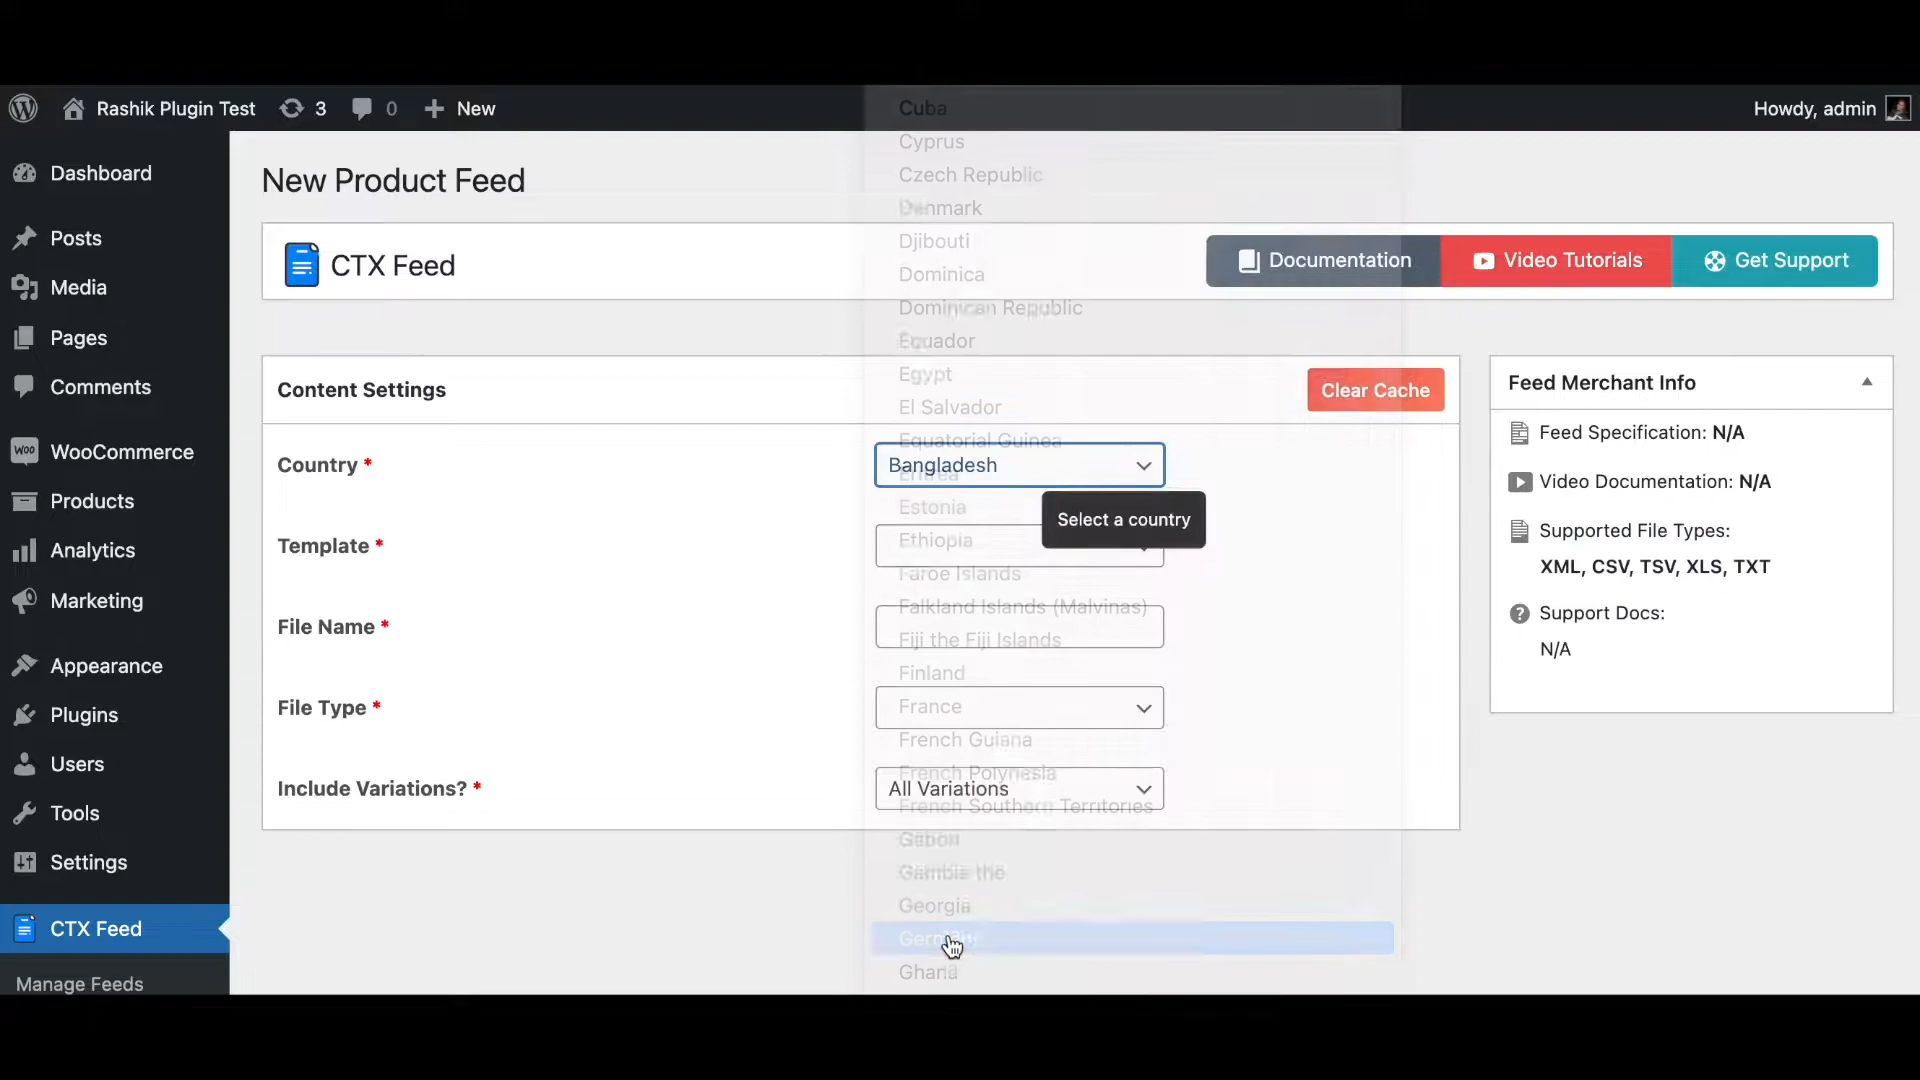 Rashik Plugin Test 3 0 New
Howdy, admin
Dashboard
Posts
Media
Pages
Comments
WooCommerce
Products
Analytics
Marketing
Appearance
Plugins
Users
Tools
Settings
CTX Feed
Manage Feeds
New Product Feed
CTX Feed
Documentation
Video Tutorials
Get Support
Content Settings
Clear Cache
Country *
Bangladesh
Select a country
Template *
File Name *
File Type *
Include Variations? *
All Variations
Cuba
Cyprus
Czech Republic
Denmark
Djibouti
Dominica
Dominican Republic
Ecuador
Egypt
El Salvador
Equatorial Guinea
Eritrea
Estonia
Ethiopia
Faroe Islands
Falkland Islands (Malvinas)
Fiji the Fiji Islands
Finland
France
French Guiana
French Polynesia
French Southern Territories
Gabon
Gambia the
Georgia
Germany
Ghana
Feed Merchant Info
Feed Specification: N/A
Video Documentation: N/A
Supported File Types:
XML, CSV, TSV, XLS, TXT
Support Docs:
N/A